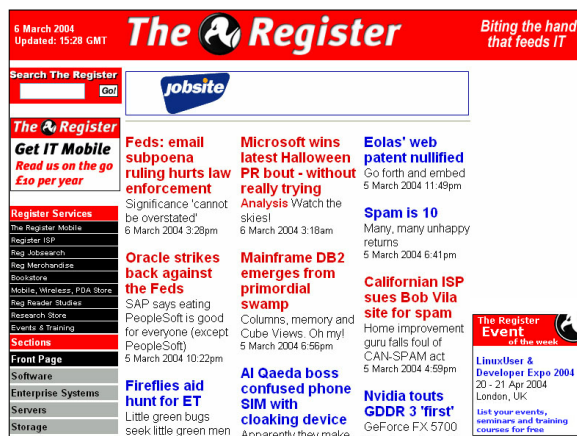 6 March 2004
Updated: 15:28 GMT
The Register
Biting the hand
that feeds IT
Search The Register
Go!
The Register
Get IT Mobile
Read us on the go
£10 per year
Register Services
The Register Mobile
Register ISP
Reg Jobsearch
Reg Merchandise
Bookstore
Mobile, Wireless, PDA Store
Reg Reader Studies
Research Store
Events & Training
Sections
Front Page
Software
Enterprise Systems
Servers
Storage
jobsite
Feds: email
subpoena
ruling hurts law
enforcement
Significance 'cannot
be overstated'
6 March 2004 3:28pm
Oracle strikes
back against
the Feds
SAP says eating
PeopleSoft is good
for everyone (except
PeopleSoft)
5 March 2004 10:22pm
Fireflies aid
hunt for ET
Little green bugs
seek little green men
Microsoft wins
latest Halloween
PR bout - without
really trying
Analysis Watch the
skies!
6 March 2004 3:18am
Mainframe DB2
emerges from
primordial
swamp
Columns, memory and
Cube Views. Oh my!
5 March 2004 6:56pm
Al Qaeda boss
confused phone
SIM with
cloaking device
Apparently they make
Eolas' web
patent nullified
Go forth and embed
5 March 2004 11:49pm
Spam is 10
Many, many unhappy
returns
5 March 2004 6:41pm
Californian ISP
sues Bob Vila
site for spam
Home improvement
guru falls foul of
CAN-SPAM act
5 March 2004 4:59pm
Nvidia touts
GDDR 3 'first'
GeForce FX 5700
The Register
Event
of the week
LinuxUser &
Developer Expo 2004
20 - 21 Apr 2004
London, UK
List your events,
seminars and training
courses for free